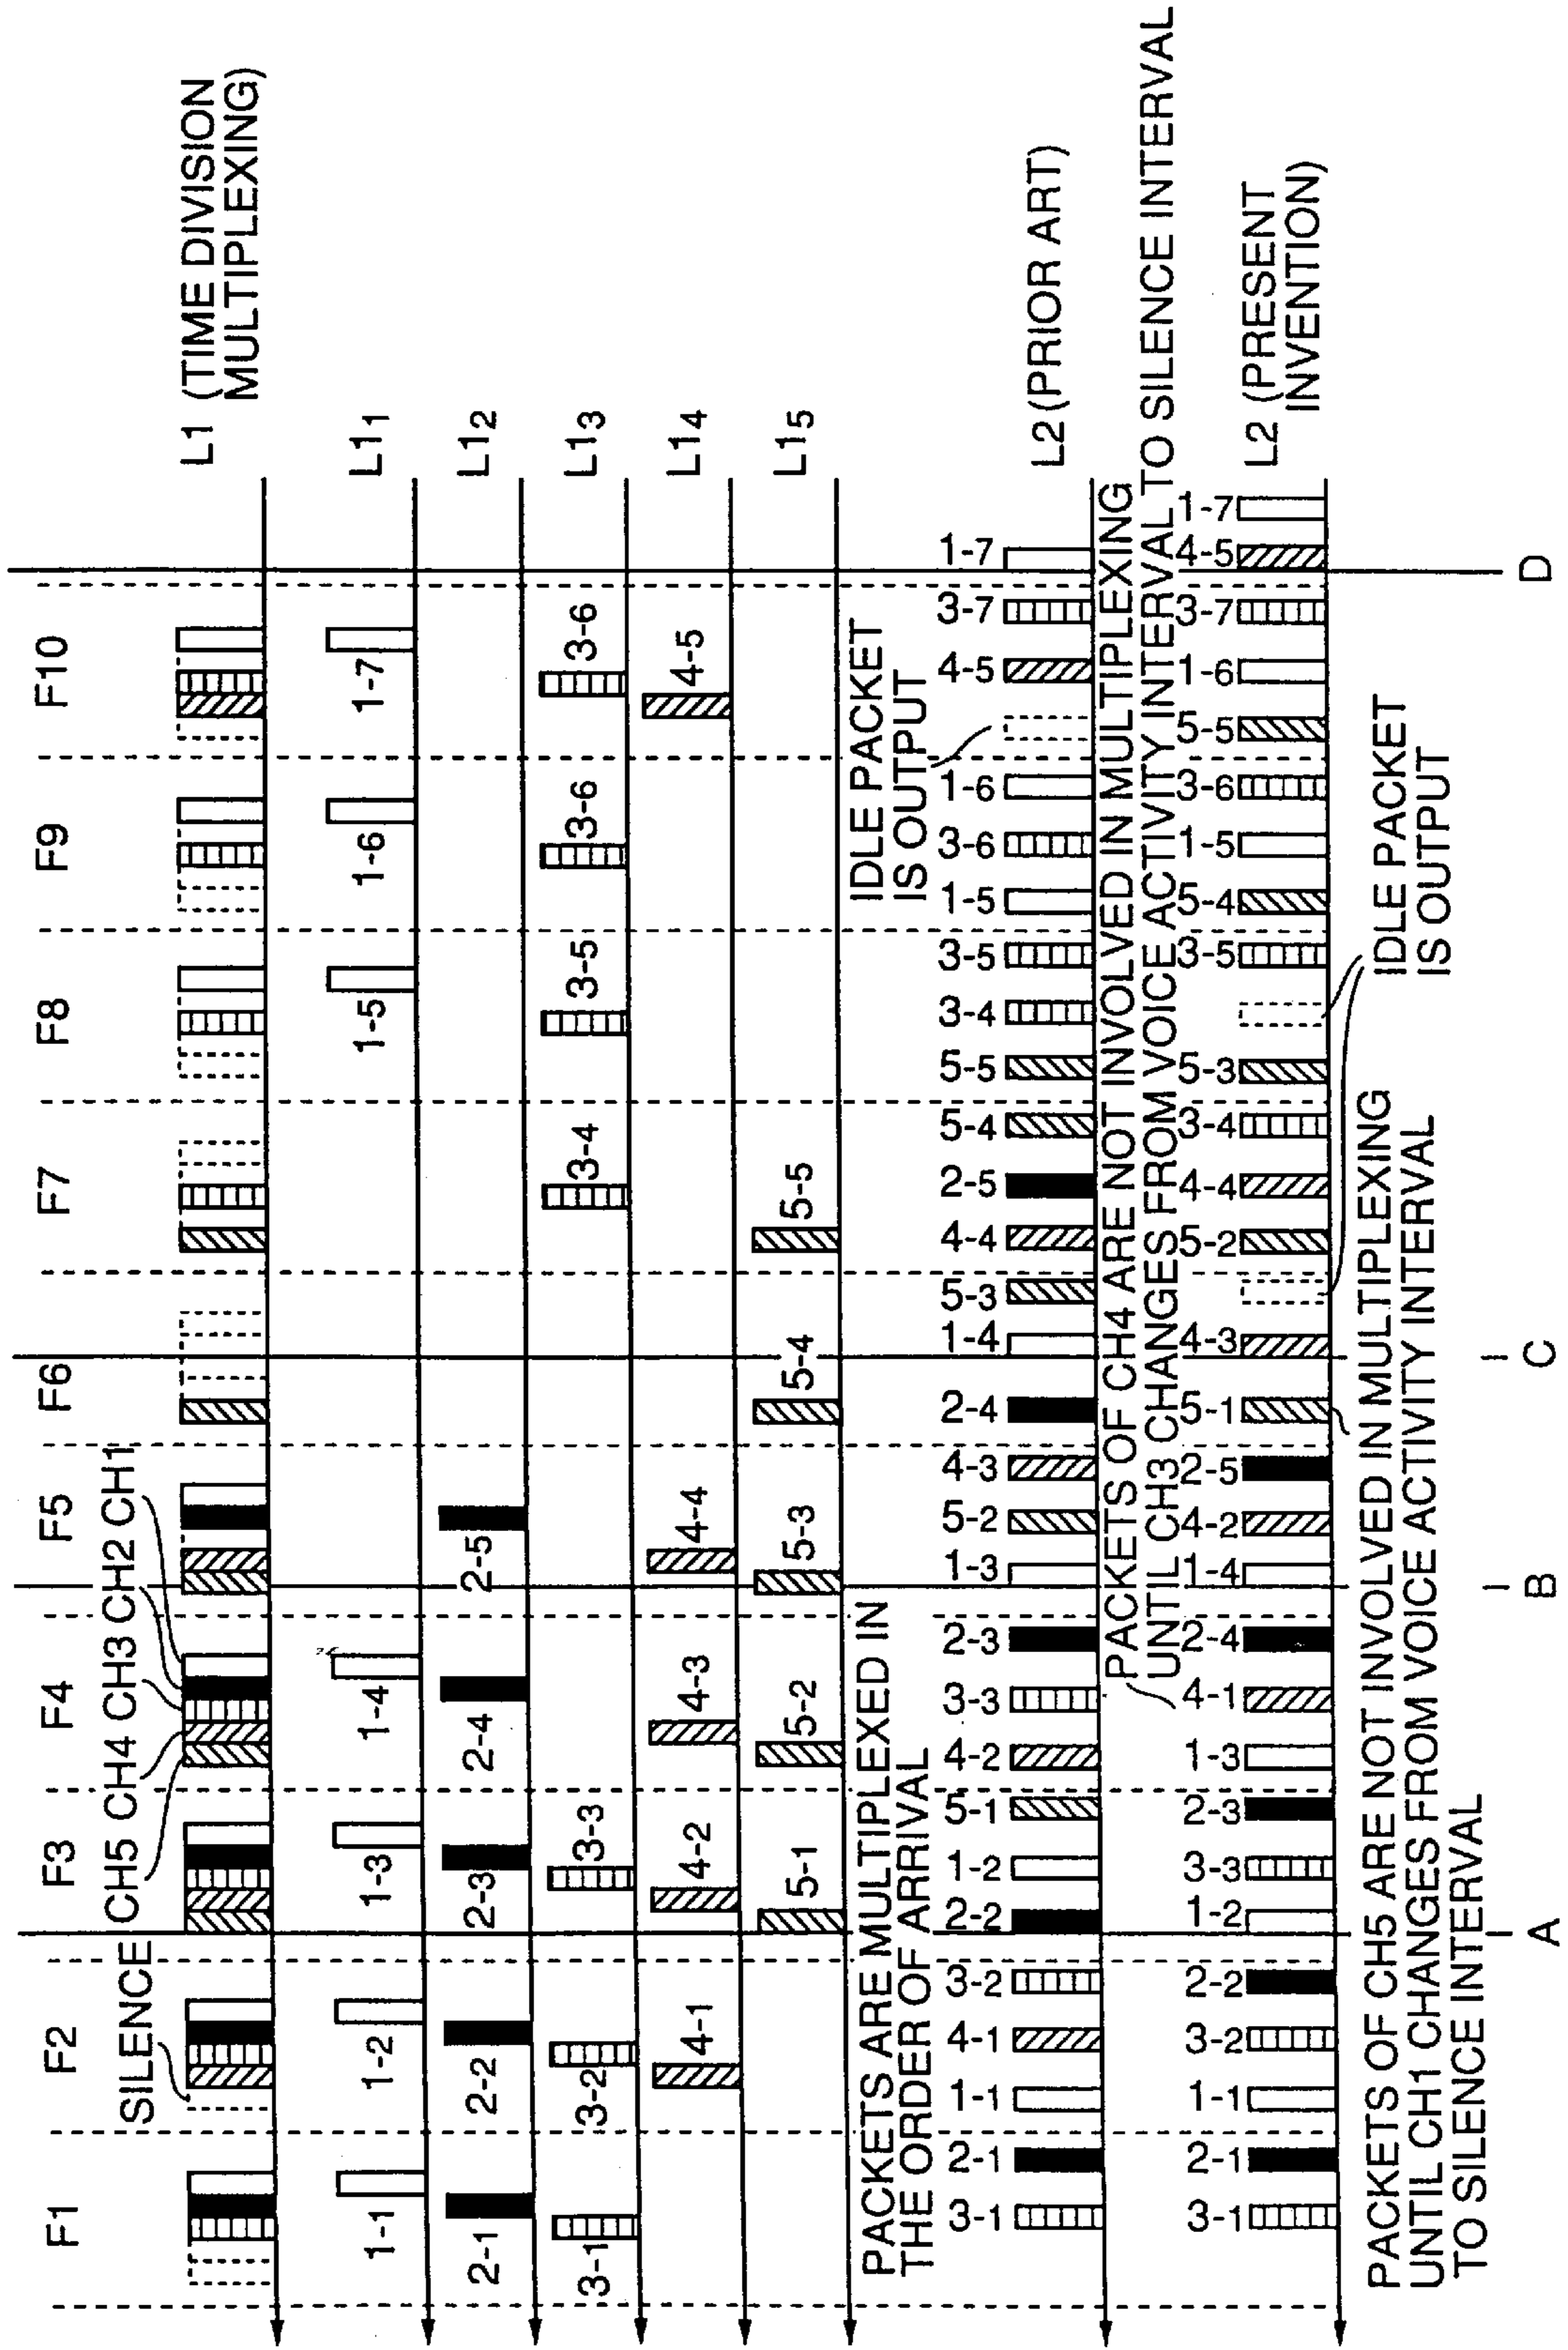 F1
F2
F3
F4
F5
F6
F7
F8
F9
F10
SILENCE
CH5 CH4 CH3 CH2 CH1
L1 (TIME DIVISION
MULTIPLEXING)
1-1
1-2
1-3
1-4
1-5
1-6
1-7
L11
2-1
2-2
2-3
2-4
2-5
L12
3-1
3-2
3-3
3-4
3-5
3-6
3-6
L13
4-1
4-2
4-3
4-4
4-5
L14
5-1
5-2
5-3
5-4
5-5
L15
PACKETS ARE MULTIPLEXED IN
THE ORDER OF ARRIVAL
IDLE PACKET
IS OUTPUT
3-1 2-1 1-1 4-1 3-2 2-2 1-2 5-1 4-2 3-3 2-3 1-3 5-2 4-3 2-4 1-4 5-3 4-4 2-5 5-4 5-5 3-4 3-5 1-5 3-6 1-6 4-5 3-7 1-7
L2 (PRIOR ART)
PACKETS OF CH4 ARE NOT INVOLVED IN MULTIPLEXING
UNTIL CH3 CHANGES FROM VOICE ACTIVITY INTERVAL TO SILENCE INTERVAL
3-1 2-1 1-1 3-2 2-2 1-2 3-3 2-3 1-3 4-1 2-4 1-4 4-2 2-5 5-1 4-3 5-2 4-4 3-4 5-3 3-5 5-4 1-5 3-6 5-5 1-6 3-7 4-5 1-7
L2 (PRESENT
INVENTION)
IDLE PACKET
IS OUTPUT
PACKETS OF CH5 ARE NOT INVOLVED IN MULTIPLEXING
UNTIL CH1 CHANGES FROM VOICE ACTIVITY INTERVAL
TO SILENCE INTERVAL
A
B
C
D